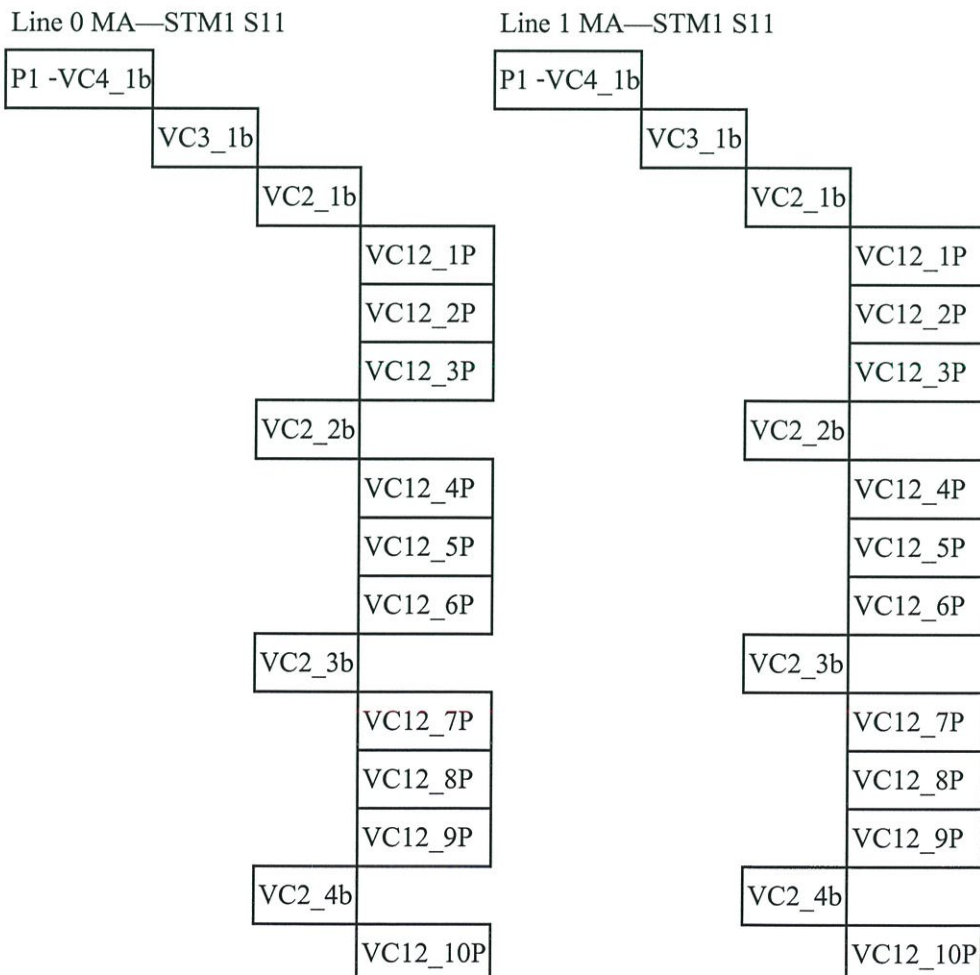 Line 0 MA—STM1 S11
P1 -VC4_1b
VC3_1b
VC2_1b
VC12_1P
VC12_2P
VC12_3P
VC2_2b
VC12_4P
VC12_5P
VC12_6P
VC2_3b
VC12_7P
VC12_8P
VC12_9P
VC2_4b
VC12_10P
Line 1 MA—STM1 S11
P1 -VC4_1b
VC3_1b
VC2_1b
VC12_1P
VC12_2P
VC12_3P
VC2_2b
VC12_4P
VC12_5P
VC12_6P
VC2_3b
VC12_7P
VC12_8P
VC12_9P
VC2_4b
VC12_10P